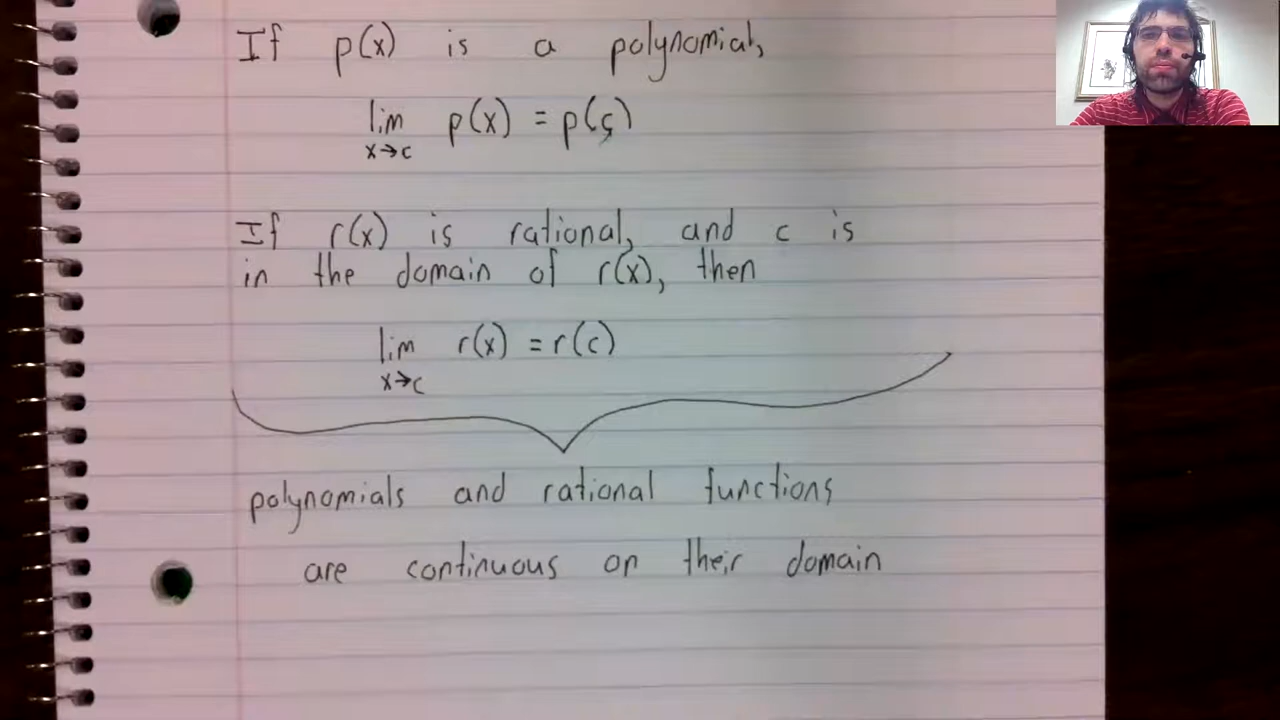 If p(x) is a polynomial,
lim p(x) = p(c)
x→c
If r(x) is rational, and c is
in the domain of r(x), then
lim r(x) = r(c)
x→c
polynomials and rational functions
are continuous on their domain